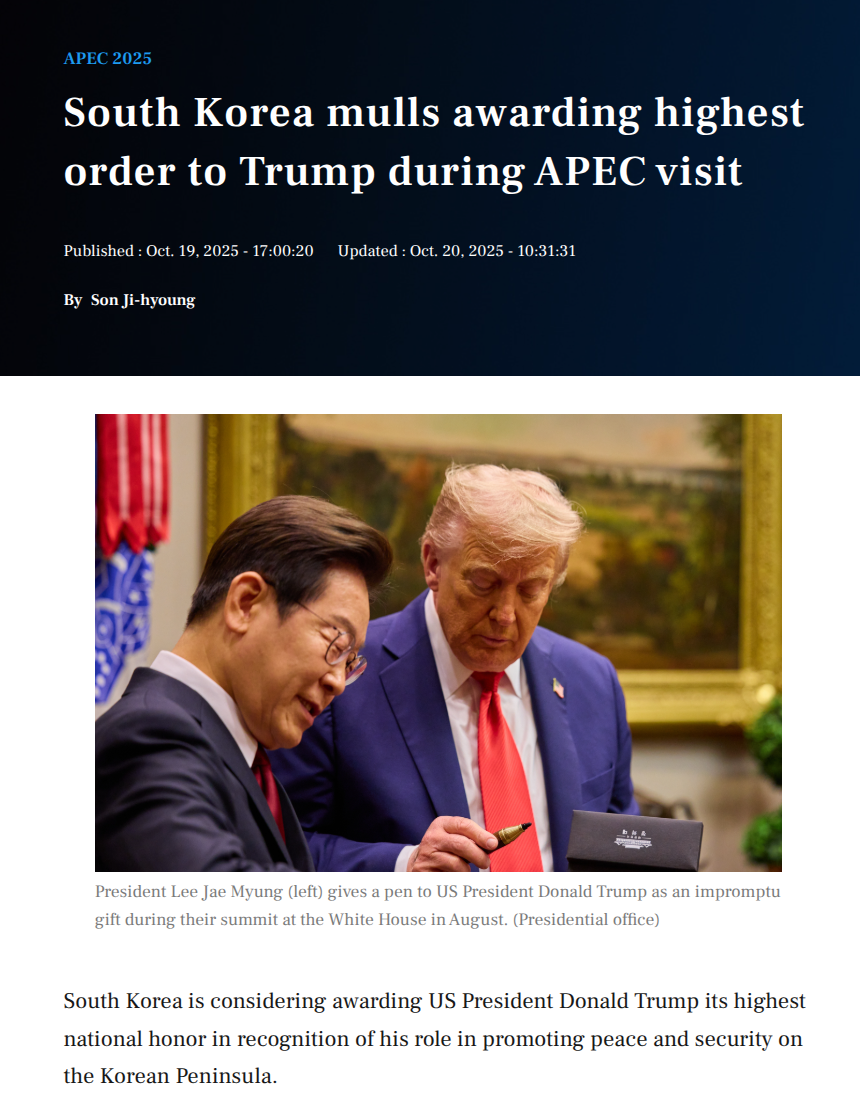 APEC 2025
South Korea mulls awarding highest
order to Trump during APEC visit
Published : Oct. 19, 2025 - 17:00:20 Updated : Oct. 20, 2025 - 10:31:31
By Son Ji-hyoung
President Lee Jae Myung (left) gives a pen to US President Donald Trump as an impromptu
gift during their summit at the White House in August. (Presidential office)
South Korea is considering awarding US President Donald Trump its highest
national honor in recognition of his role in promoting peace and security on
the Korean Peninsula.